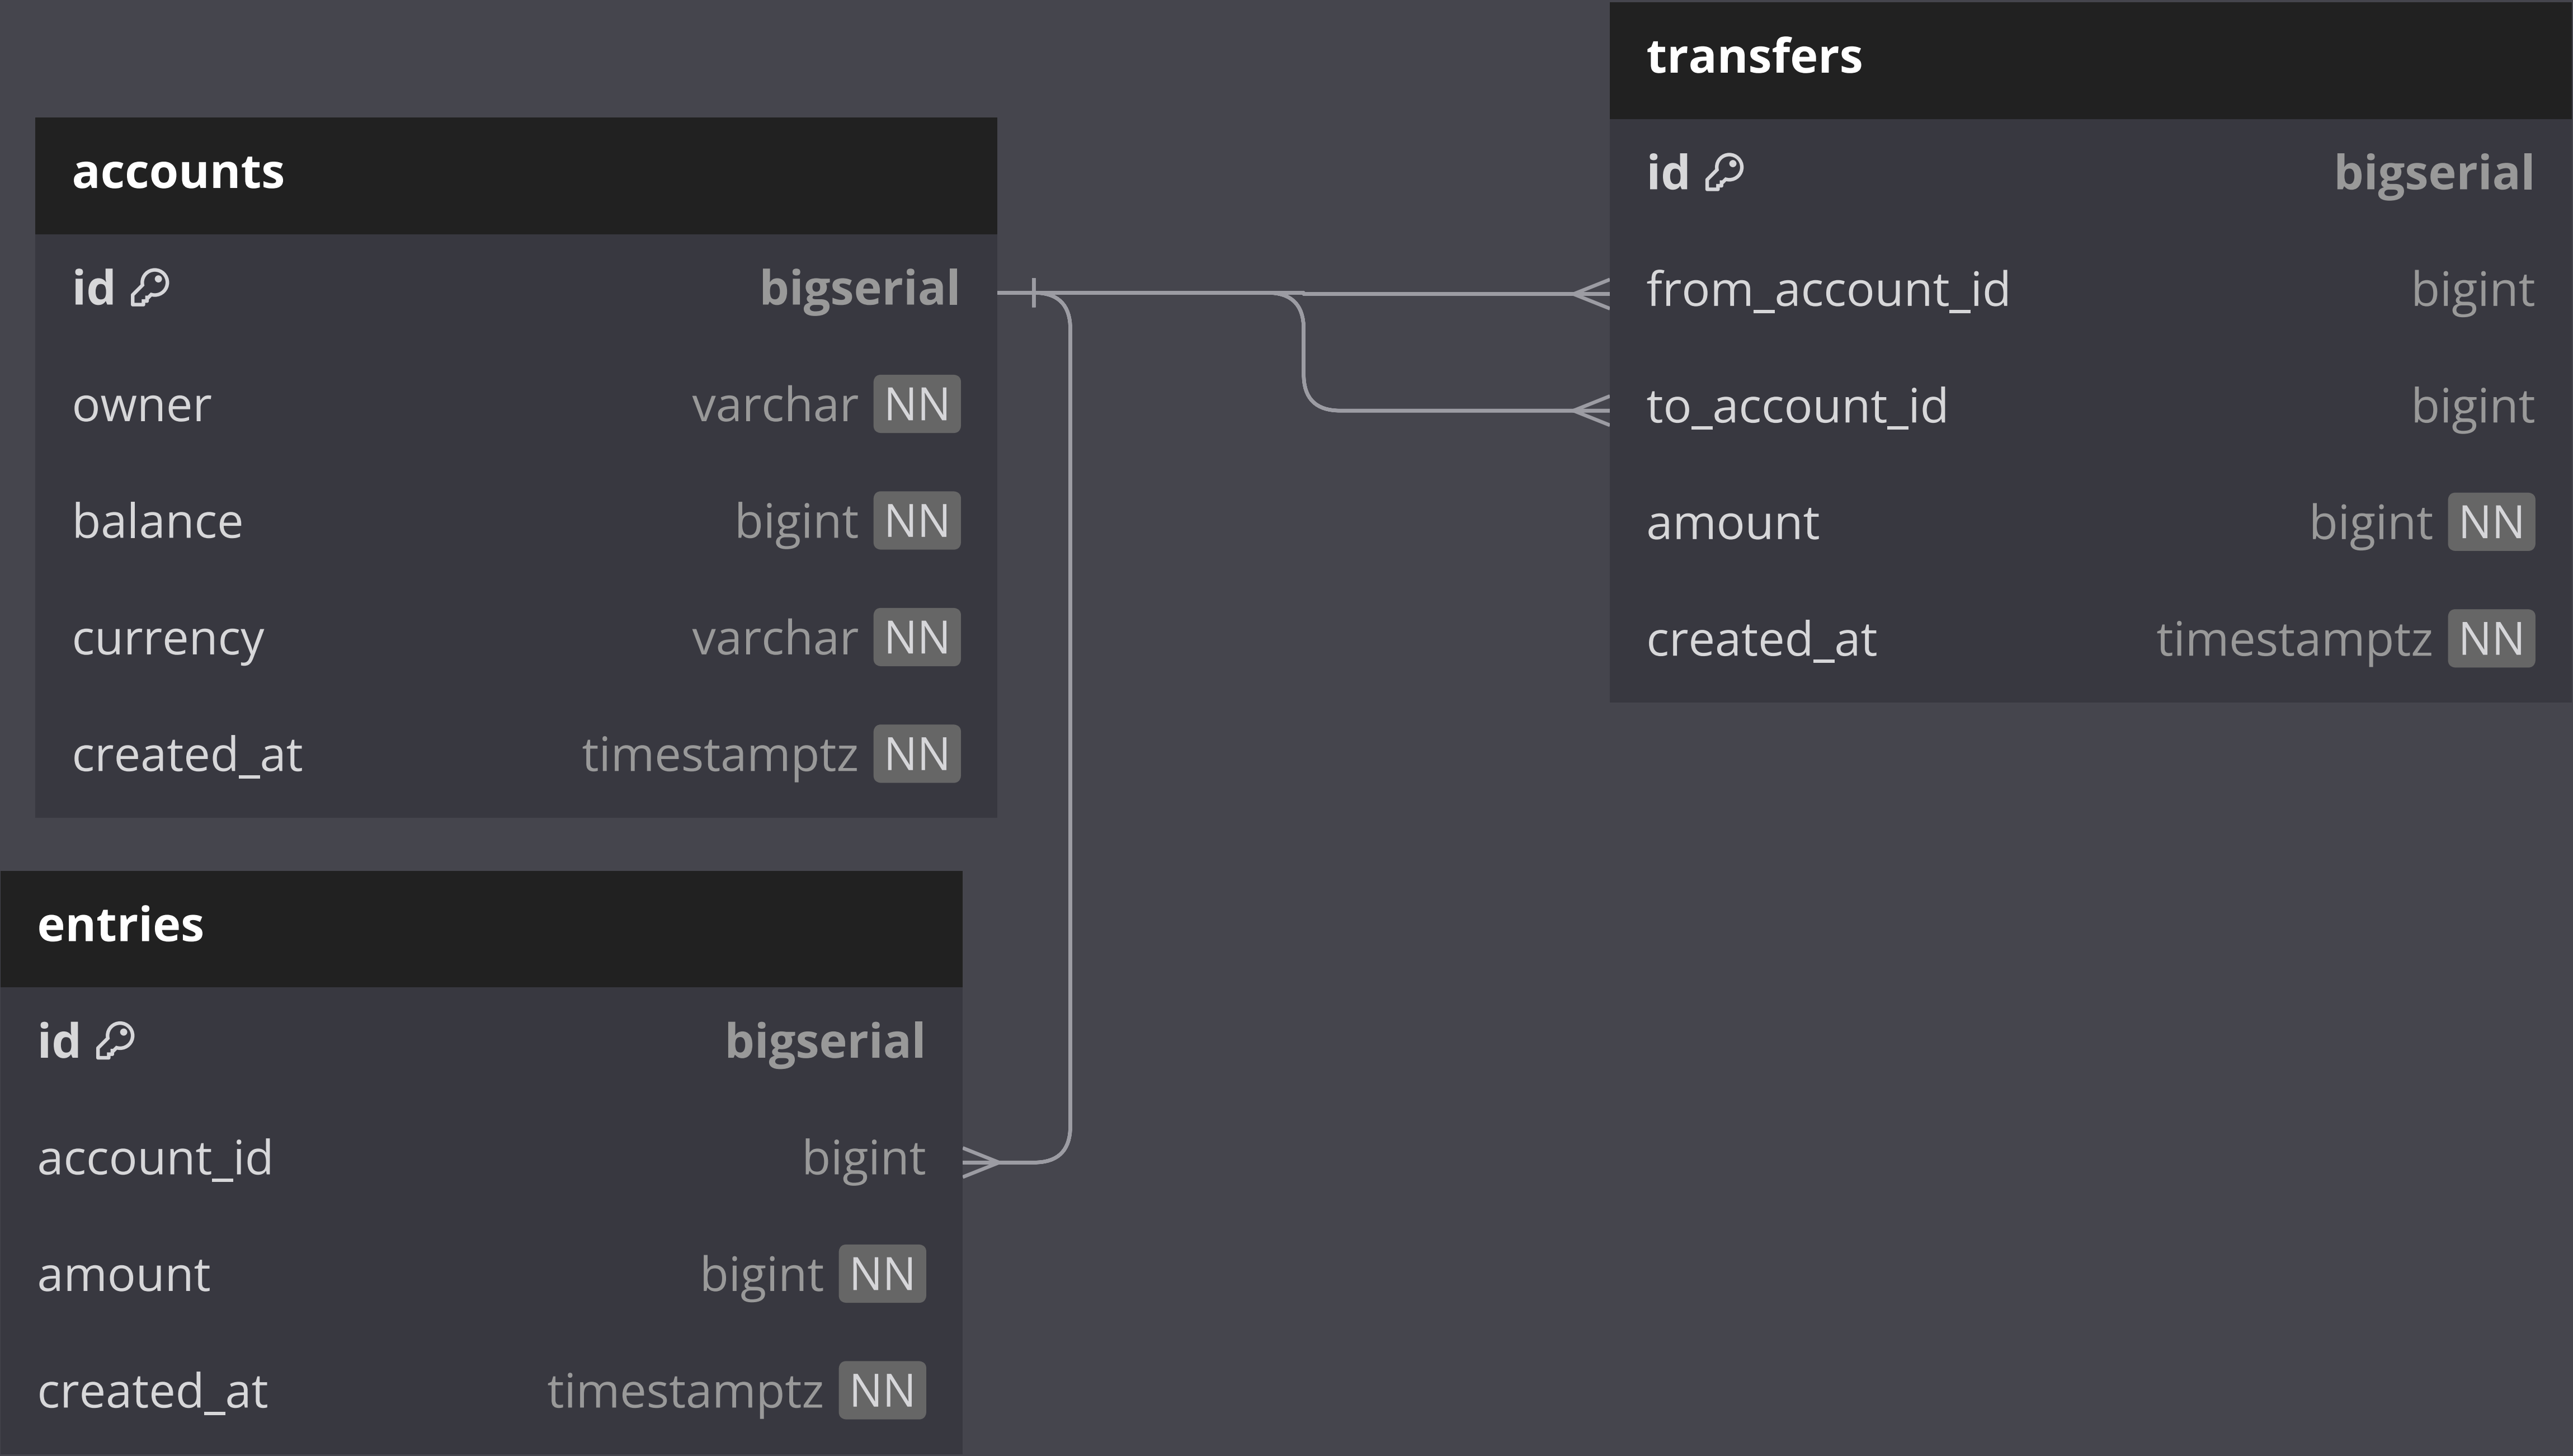 accounts
id bigserial
owner varchar NN
balance bigint NN
currency varchar NN
created_at timestamptz NN
transfers
id bigserial
from_account_id bigint
to_account_id bigint
amount bigint NN
created_at timestamptz NN
entries
id bigserial
account_id bigint
amount bigint NN
created_at timestamptz NN